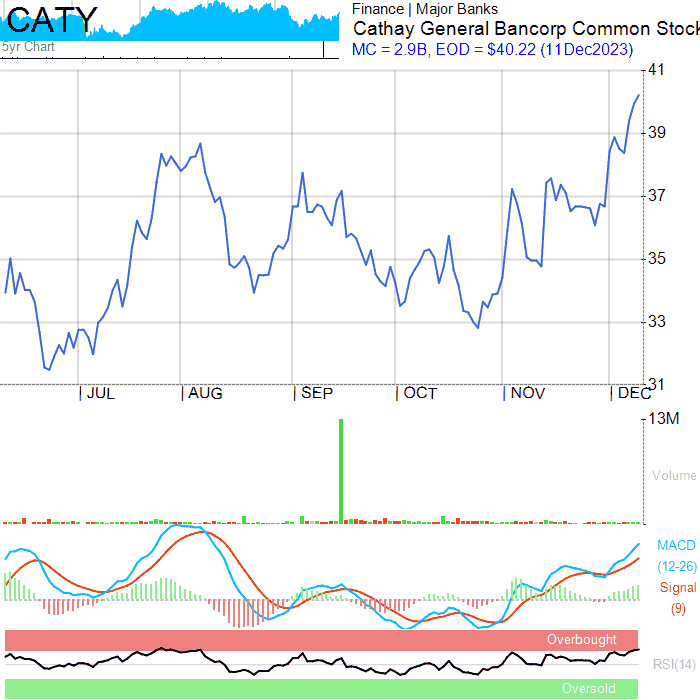 CATY
5yr Chart
Finance | Major Banks
Cathay General Bancorp Common Stock
MC = 2.9B, EOD = $40.22 (11Dec2023)
41
39
37
35
33
31
JUL AUG SEP OCT NOV DEC
13M
Volume
MACD
(12-26)
Signal
(9)
Overbought
RSI(14)
Oversold